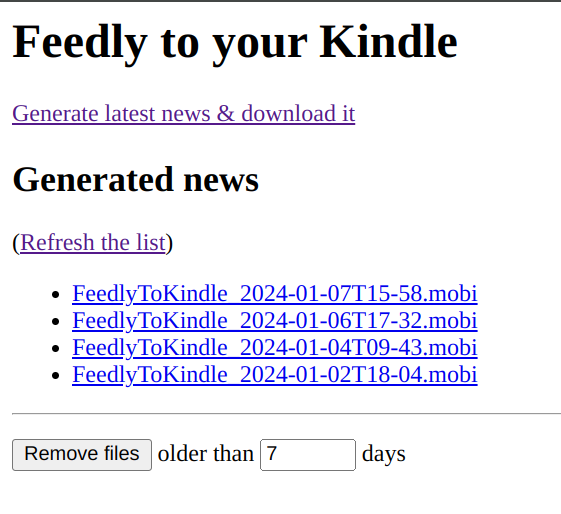 Feedly to your Kindle
Generate latest news & download it
Generated news
(Refresh the list)
FeedlyToKindle_2024-01-07T15-58.mobi
FeedlyToKindle_2024-01-06T17-32.mobi
FeedlyToKindle_2024-01-04T09-43.mobi
FeedlyToKindle_2024-01-02T18-04.mobi
Remove files older than 7 days